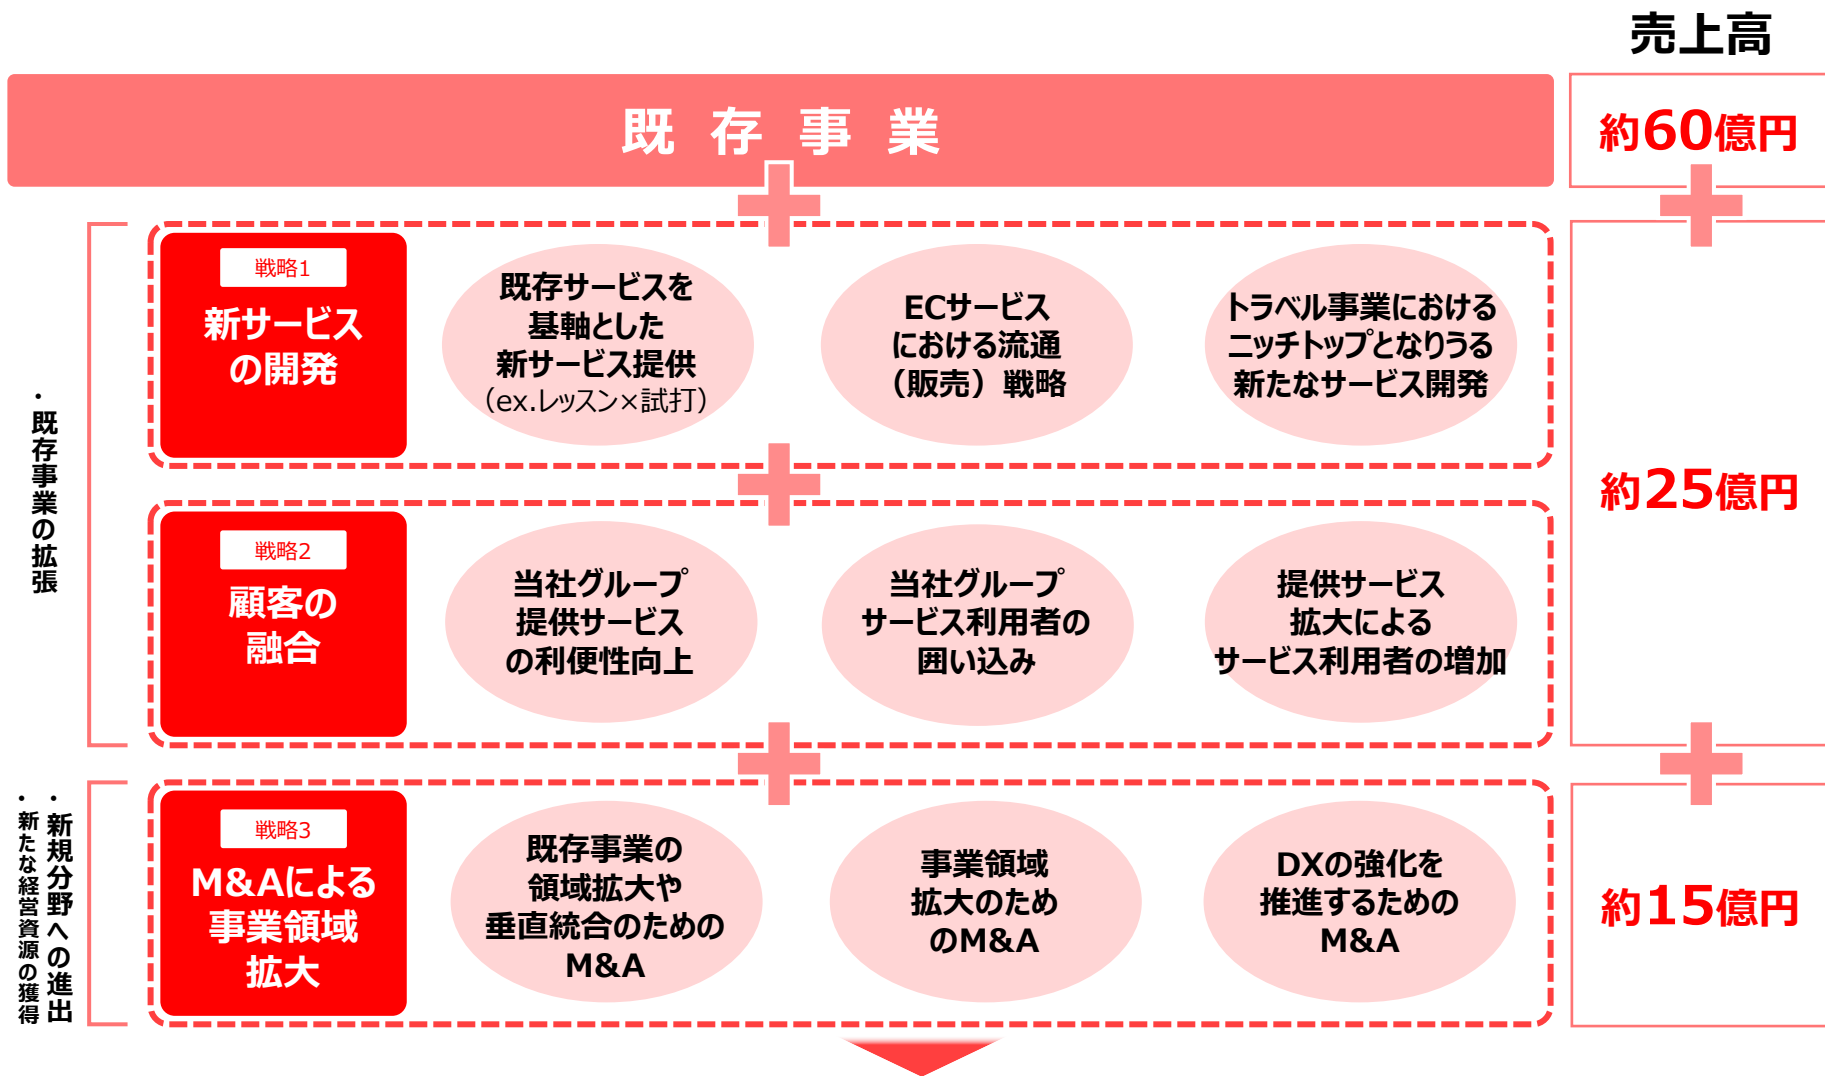 売上高
既存事業
約60億円
・既存事業の拡張
戦略1
新サービス
の開発
既存サービスを
基軸とした
新サービス提供
（ex.レッスン×試打）
ECサービス
における流通
（販売）戦略
トラベル事業における
ニッチトップとなりうる
新たなサービス開発
約25億円
戦略2
顧客の
融合
当社グループ
提供サービス
の利便性向上
当社グループ
サービス利用者の
囲い込み
提供サービス
拡大による
サービス利用者の増加
・新規分野への進出
・新たな経営資源の獲得
戦略3
M&Aによる
事業領域
拡大
既存事業の
領域拡大や
垂直統合のための
M&A
事業領域
拡大のため
のM&A
DXの強化を
推進するための
M&A
約15億円